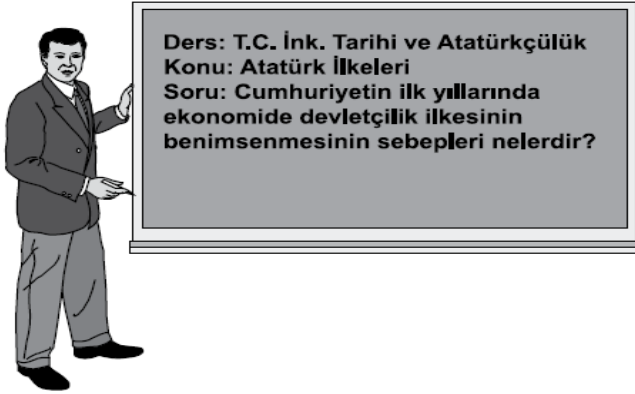 Ders: T.C. İnk. Tarihi ve Atatürkçülük
Konu: Atatürk İlkeleri
Soru: Cumhuriyetin ilk yıllarında
ekonomide devletçilik ilkesinin
benimsenmesinin sebepleri nelerdir?